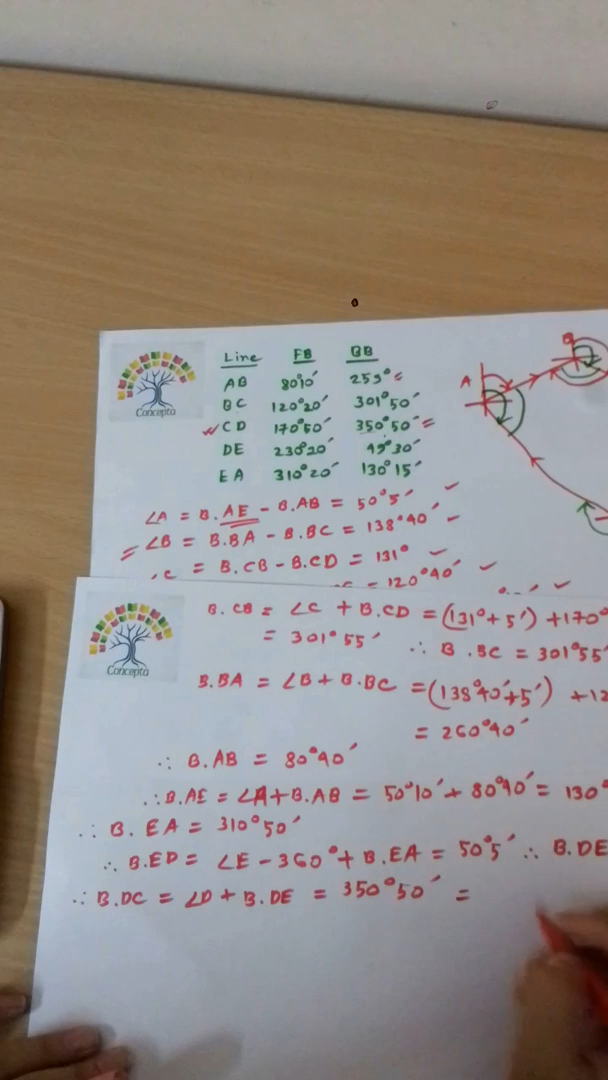 Concepta
Line FB BB
AB 80°10' 259°
BC 120°20' 301°50'
CD 170°50' 350°50'
DE 230°20' 49°30'
EA 310°20' 130°15'
A
B
∠A = B.AE - B.AB = 50°5'
∠B = B.BA - B.BC = 138°40'
= B.CB - B.CD = 131°
= 120°40'
Concepta
B.CB = ∠C + B.CD = (131°+5') + 170°
= 301°55' ∴ B.BC = 301°55'
B.BA = ∠B + B.BC = (138°40'+5') + 12
= 260°40'
∴ B.AB = 80°40'
∴ B.AE = ∠A + B.AB = 50°10' + 80°40' = 130°
∴ B.EA = 310°50'
∴ B.ED = ∠E - 360° + B.EA = 50°5' ∴ B.DE
∴ B.DC = ∠D + B.DE = 350°50' =